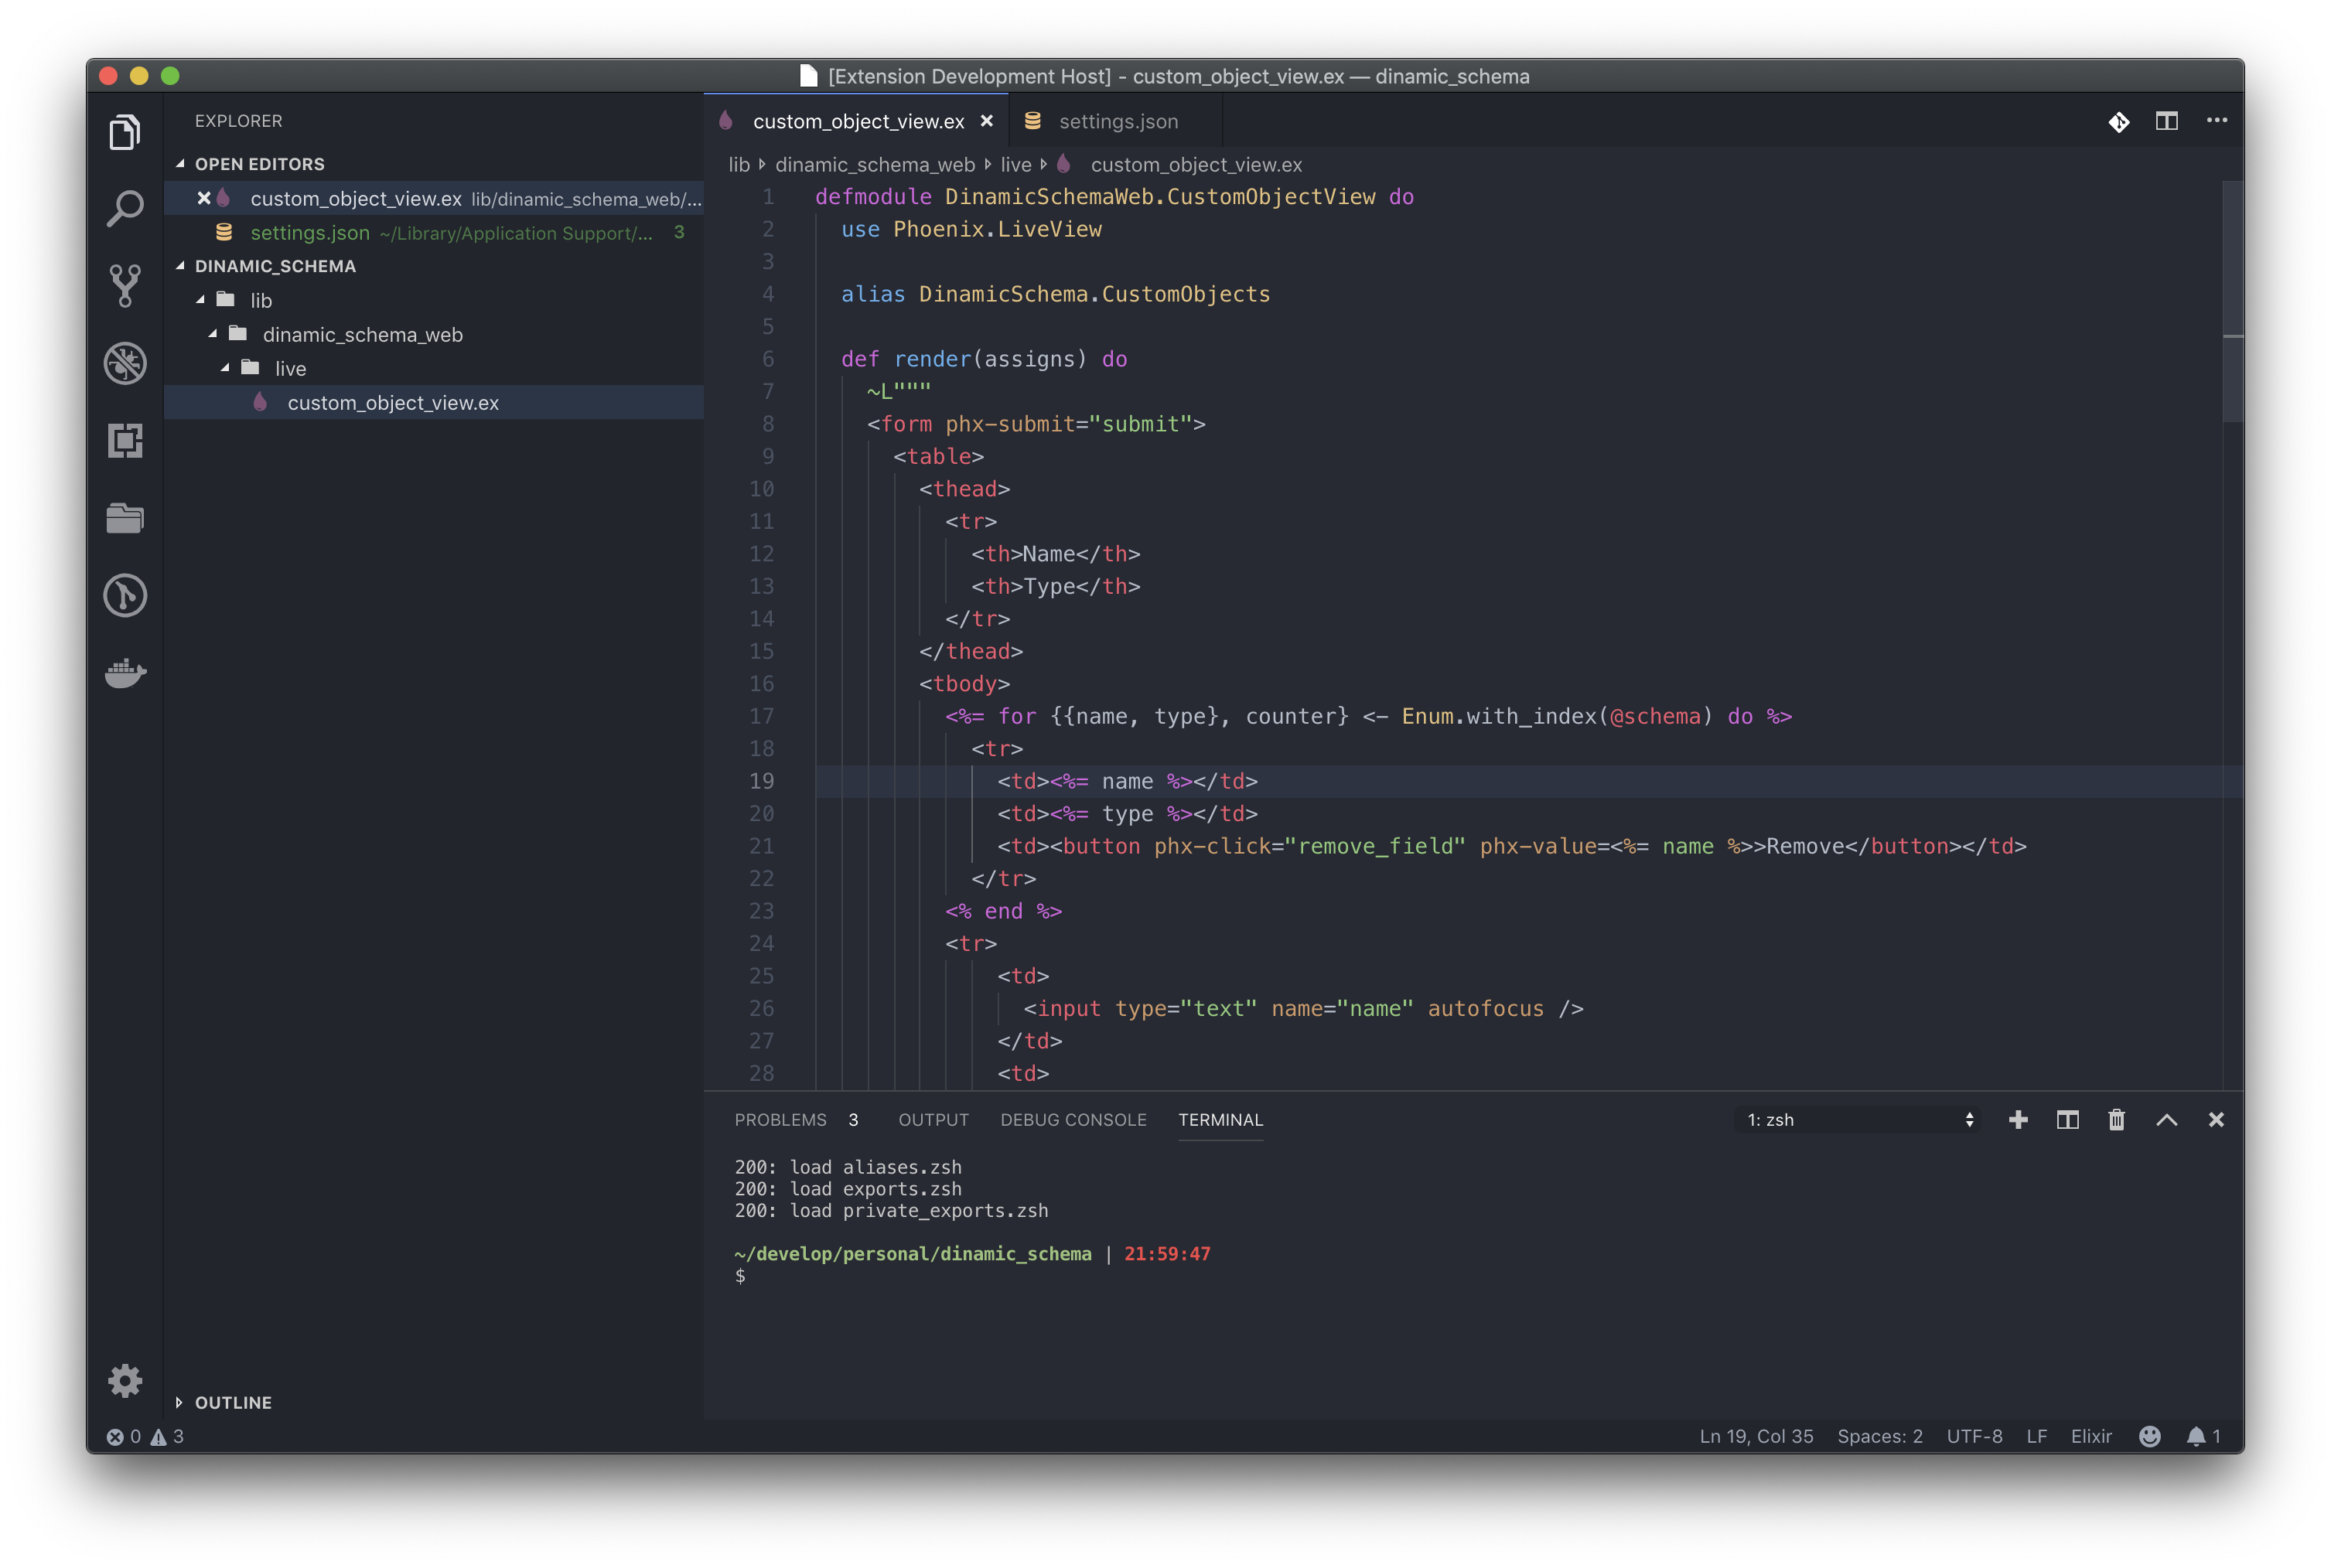 [Extension Development Host] - custom_object_view.ex — dinamic_schema
EXPLORER
OPEN EDITORS
custom_object_view.ex lib/dinamic_schema_web/...
settings.json ~/Library/Application Support/... 3
DINAMIC_SCHEMA
lib
dinamic_schema_web
live
custom_object_view.ex
OUTLINE
custom_object_view.ex settings.json
lib dinamic_schema_web live custom_object_view.ex
1 defmodule DinamicSchemaWeb.CustomObjectView do
2 use Phoenix.LiveView
3
4 alias DinamicSchema.CustomObjects
5
6 def render(assigns) do
7 ~L"""
8 <form phx-submit="submit">
9 <table>
10 <thead>
11 <tr>
12 <th>Name</th>
13 <th>Type</th>
14 </tr>
15 </thead>
16 <tbody>
17 <%= for {{name, type}, counter} <- Enum.with_index(@schema) do %>
18 <tr>
19 <td><%= name %></td>
20 <td><%= type %></td>
21 <td><button phx-click="remove_field" phx-value=<%= name %>>Remove</button></td>
22 </tr>
23 <% end %>
24 <tr>
25 <td>
26 <input type="text" name="name" autofocus />
27 </td>
28 <td>
PROBLEMS 3 OUTPUT DEBUG CONSOLE TERMINAL 1: zsh
200: load aliases.zsh
200: load exports.zsh
200: load private_exports.zsh
~/develop/personal/dinamic_schema | 21:59:47
$
0 3 Ln 19, Col 35 Spaces: 2 UTF-8 LF Elixir 1